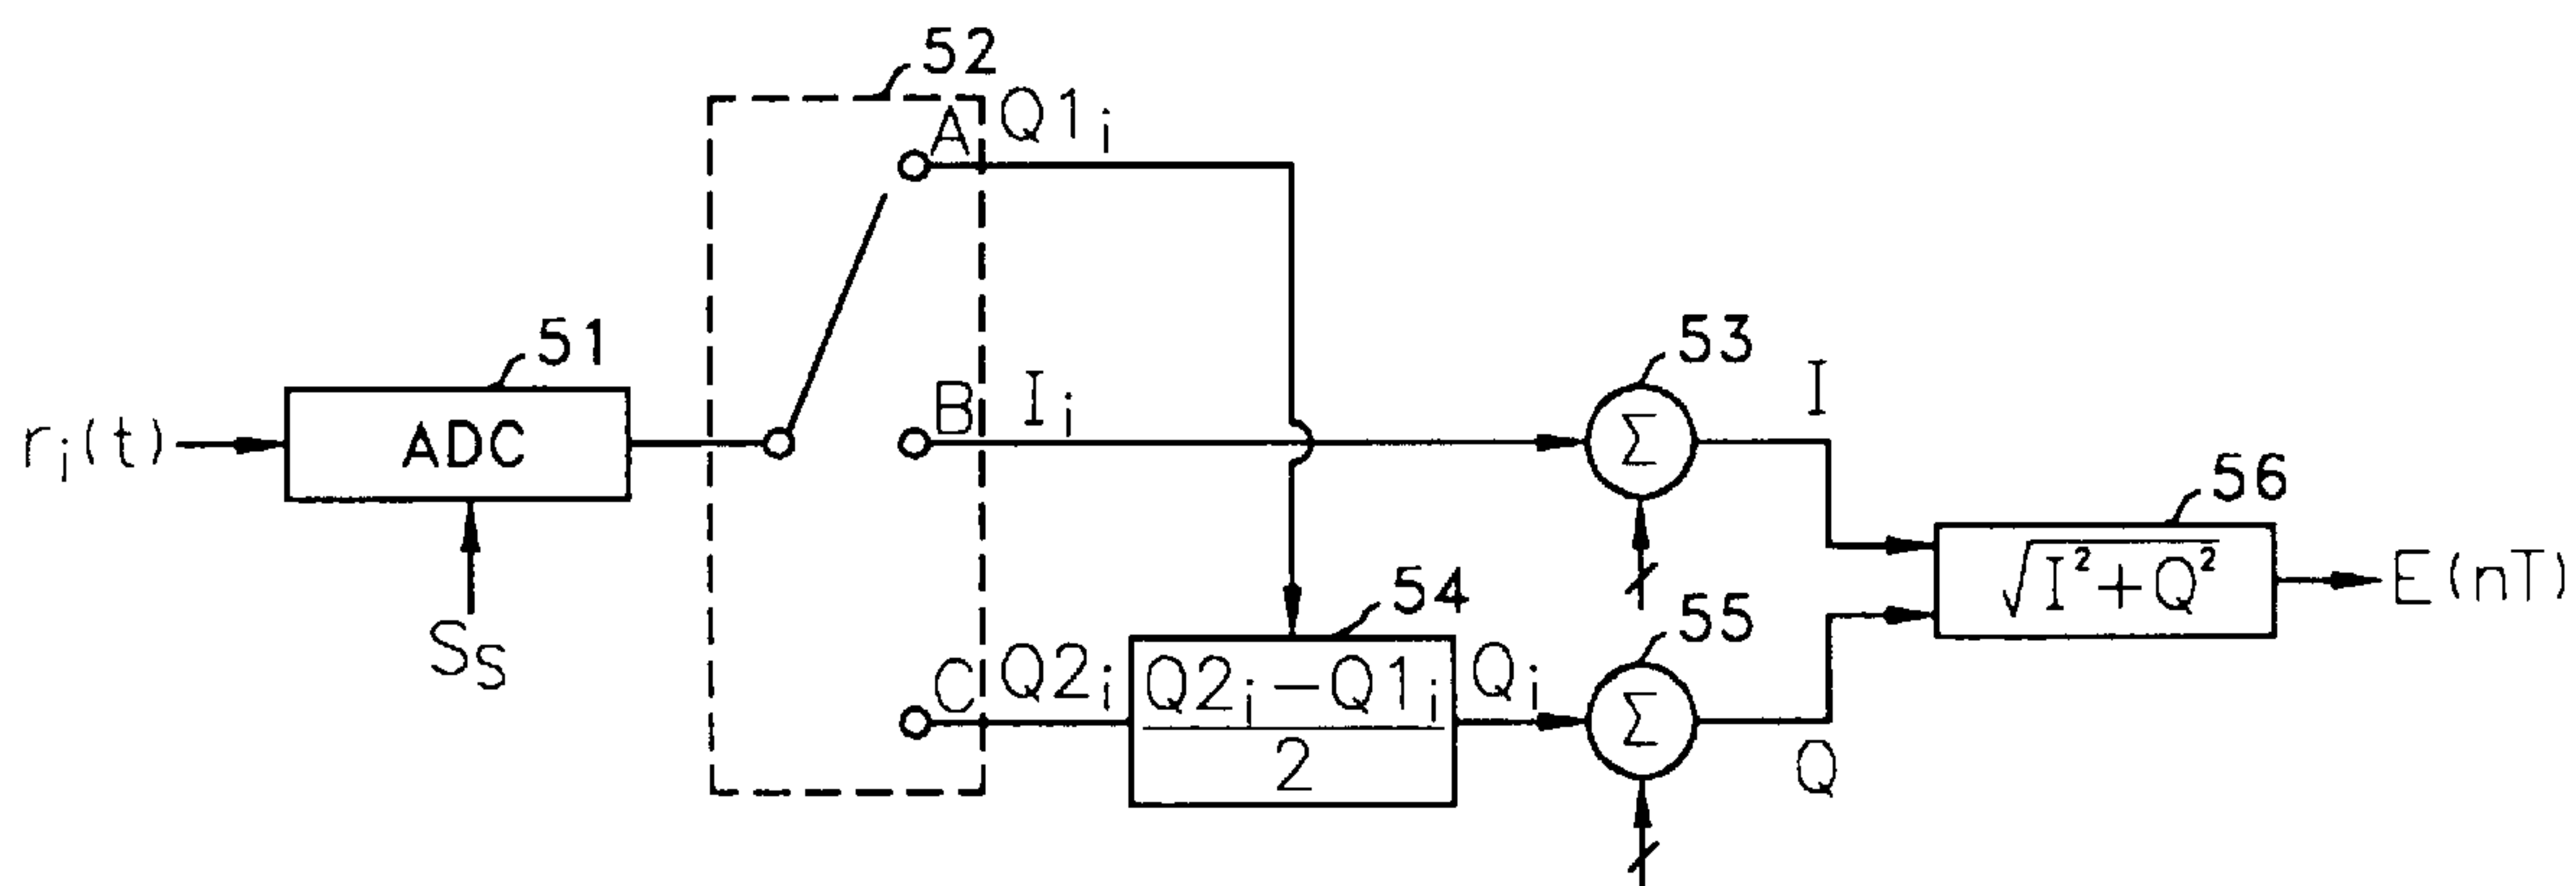 52
A Q1i
51
53
B Ii
I
ri(t)
ADC
Σ
56
√I²+Q²
E(nT)
54
55
Ss
C Q2i
Q2i−Q1i
2
Qi
Σ
Q